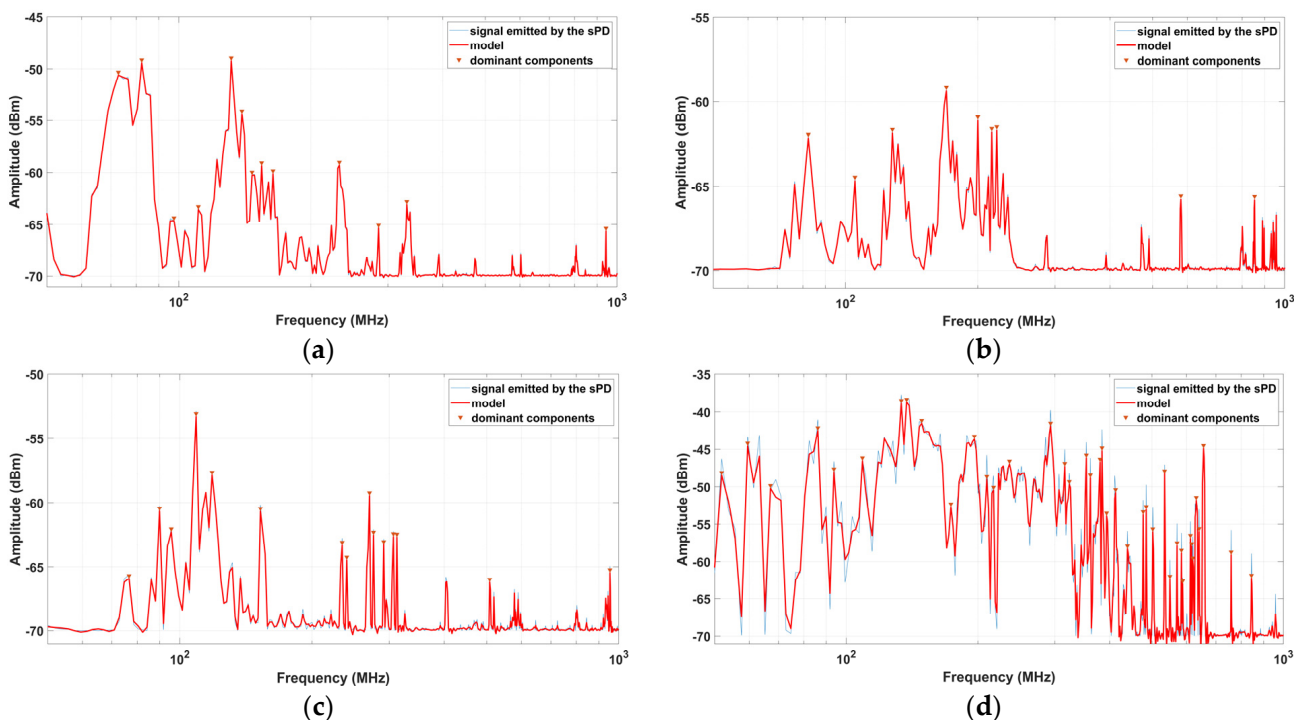 -45
-50
-55
-60
-65
-70
Amplitude (dBm)
signal emitted by the sPD
model
dominant components
10²
10³
Frequency (MHz)
(a)
-55
-60
-65
-70
Amplitude (dBm)
signal emitted by the sPD
model
dominant components
10²
10³
Frequency (MHz)
(b)
-50
-55
-60
-65
-70
Amplitude (dBm)
signal emitted by the sPD
model
dominant components
10²
10³
Frequency (MHz)
(c)
-35
-40
-45
-50
-55
-60
-65
-70
Amplitude (dBm)
signal emitted by the sPD
model
dominant components
10²
10³
Frequency (MHz)
(d)